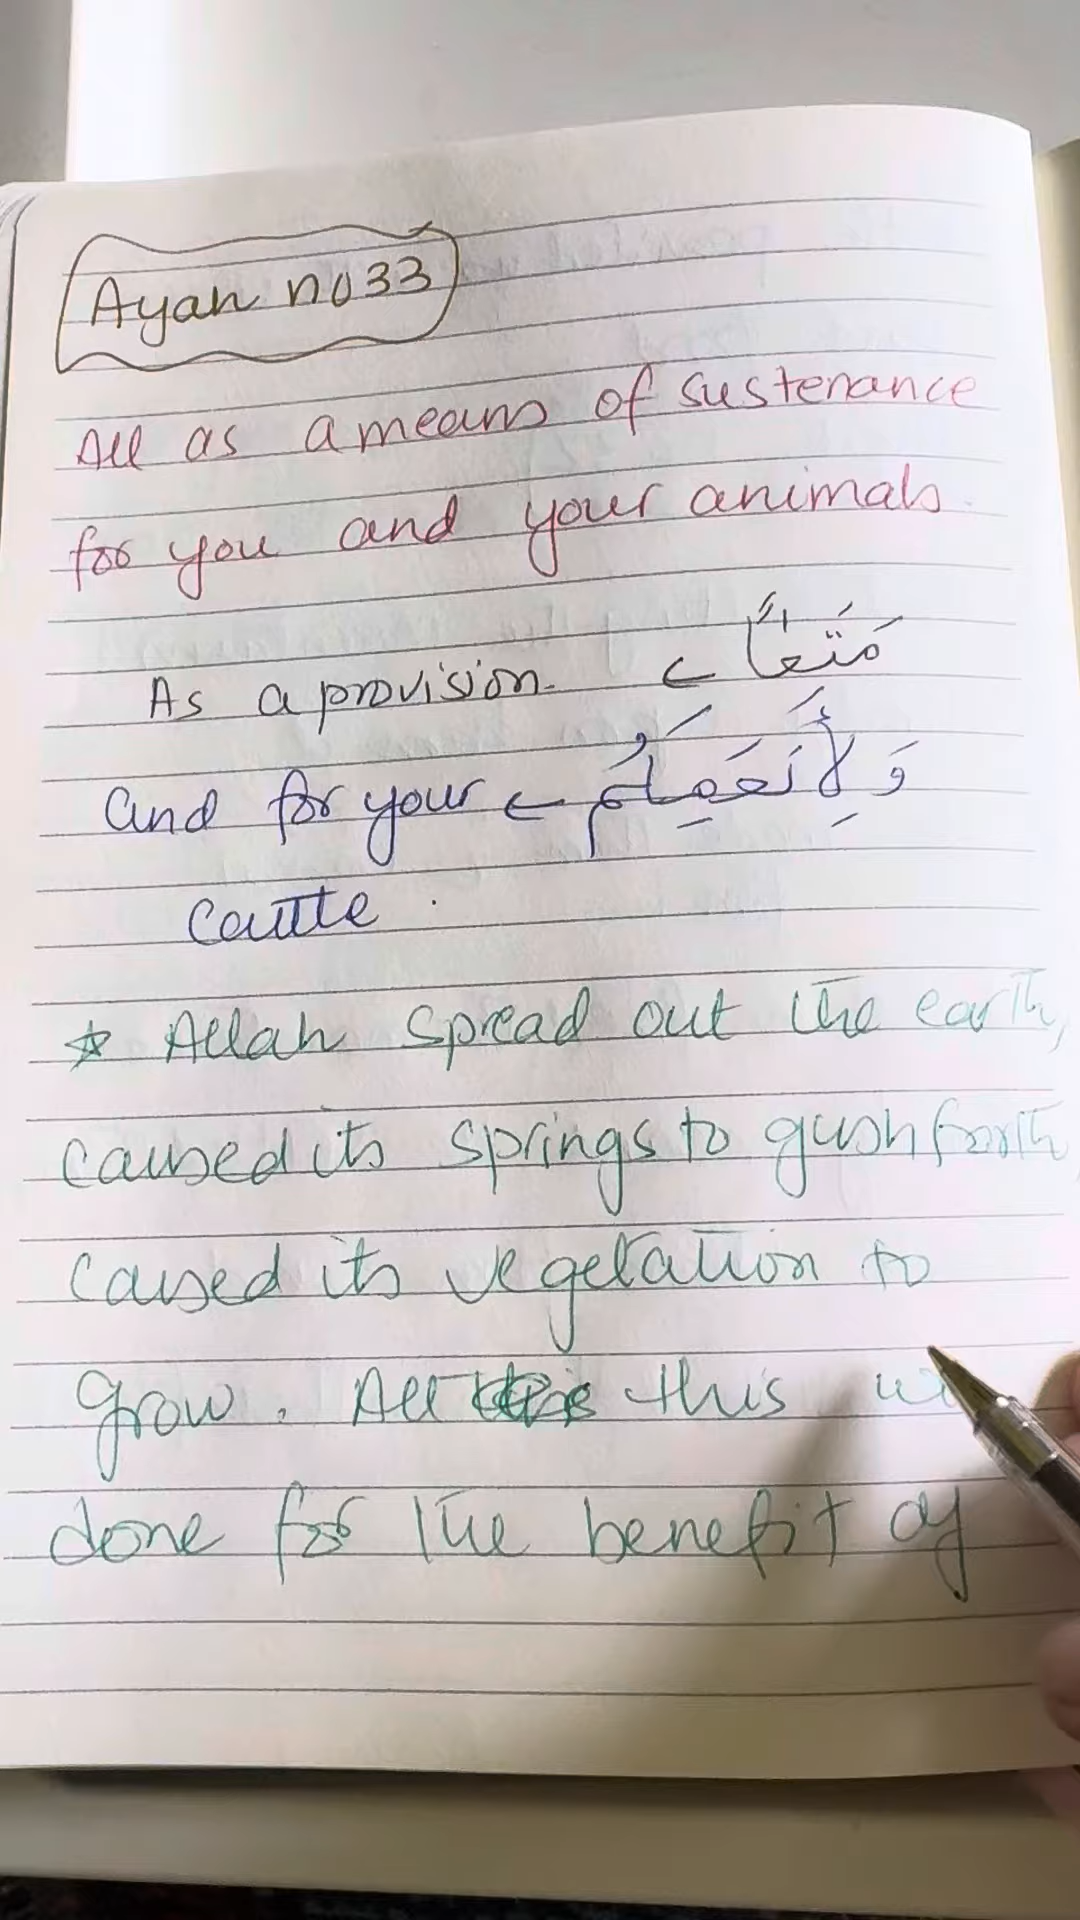 Ayah no 33
All as a means of sustenance
for you and your animals.
As a provision. ← مَتَٰعًا
and for your ← وَلِأَنعَٰمِكُم
Cattle.
☆ Allah spread out the earth,
caused its springs to gush forth
caused its vegetation to
grow. All this
done for the benefit of